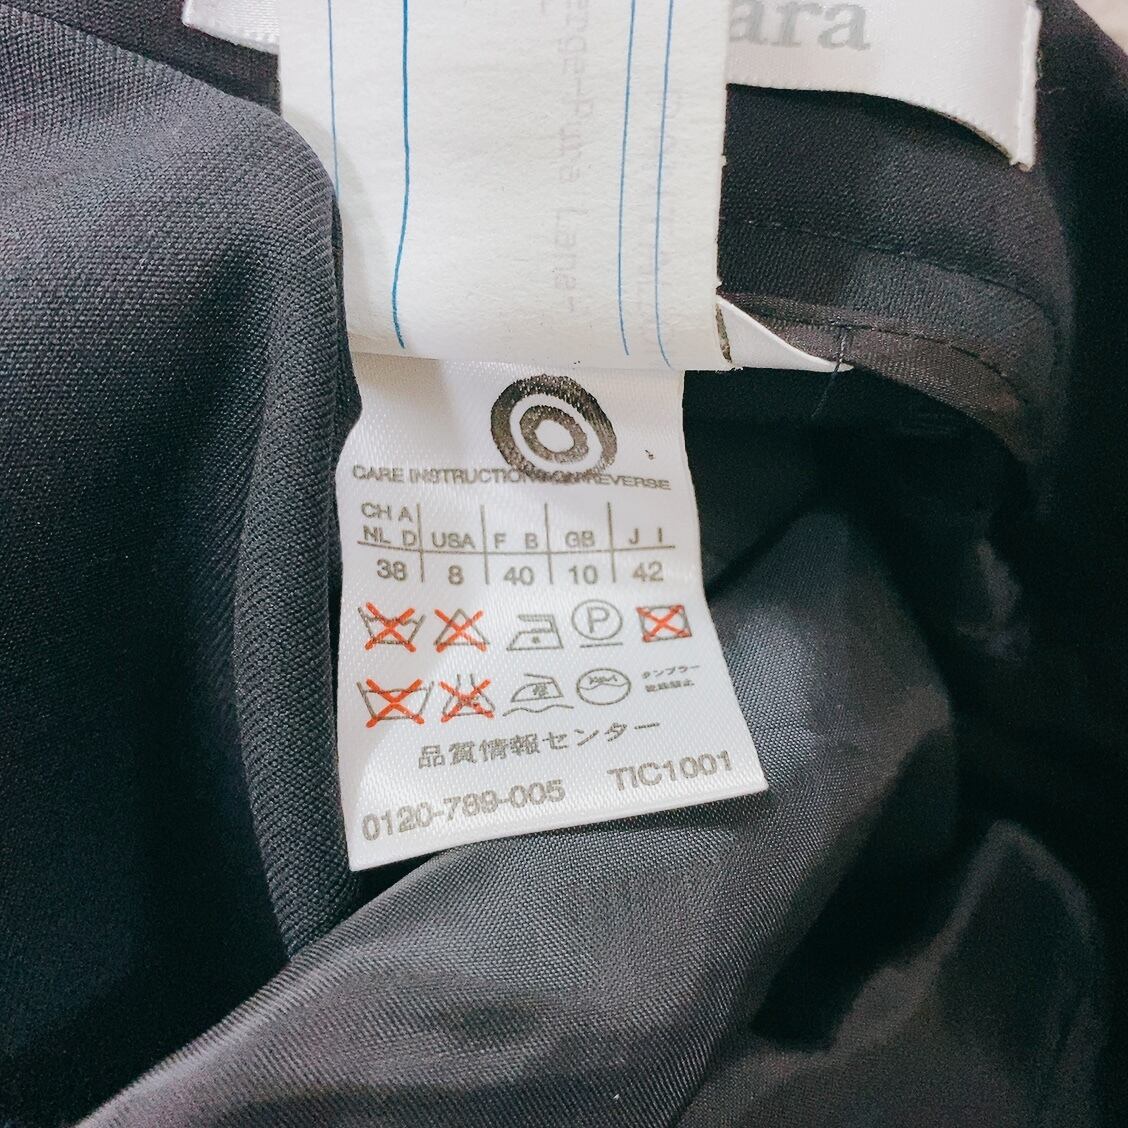 ara
CARE INSTRUCTIONS ON REVERSE
CH A
NL D USA F B GB J I
38 8 40 10 42
P
タンブラー
乾燥禁止
品質情報センター
0120-789-005 TIC1001